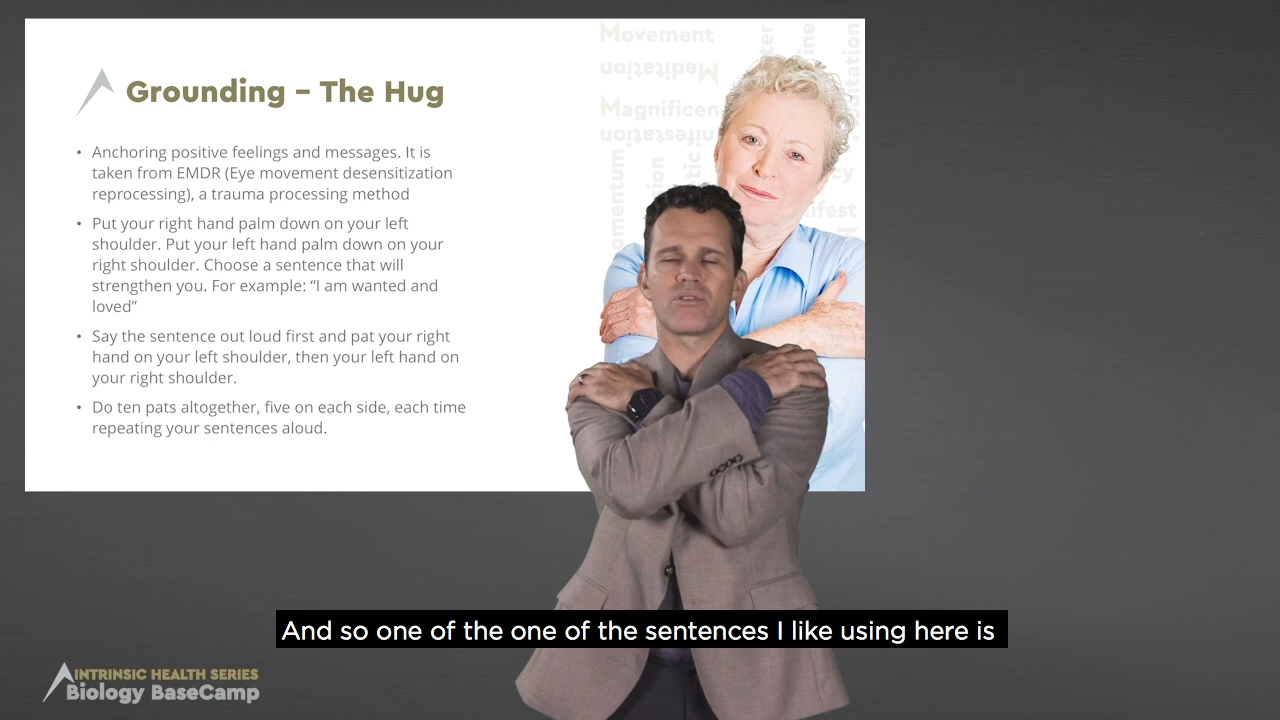 Movement
Meditation
Magnificen
nifestation
omentum
Grounding – The Hug
• Anchoring positive feelings and messages. It is
taken from EMDR (Eye movement desensitization
reprocessing), a trauma processing method
• Put your right hand palm down on your left
shoulder. Put your left hand palm down on your
right shoulder. Choose a sentence that will
strengthen you. For example: “I am wanted and
loved”
• Say the sentence out loud first and pat your right
hand on your left shoulder, then your left hand on
your right shoulder.
• Do ten pats altogether, five on each side, each time
repeating your sentences aloud.
And so one of the one of the sentences I like using here is
INTRINSIC HEALTH SERIES
Biology BaseCamp